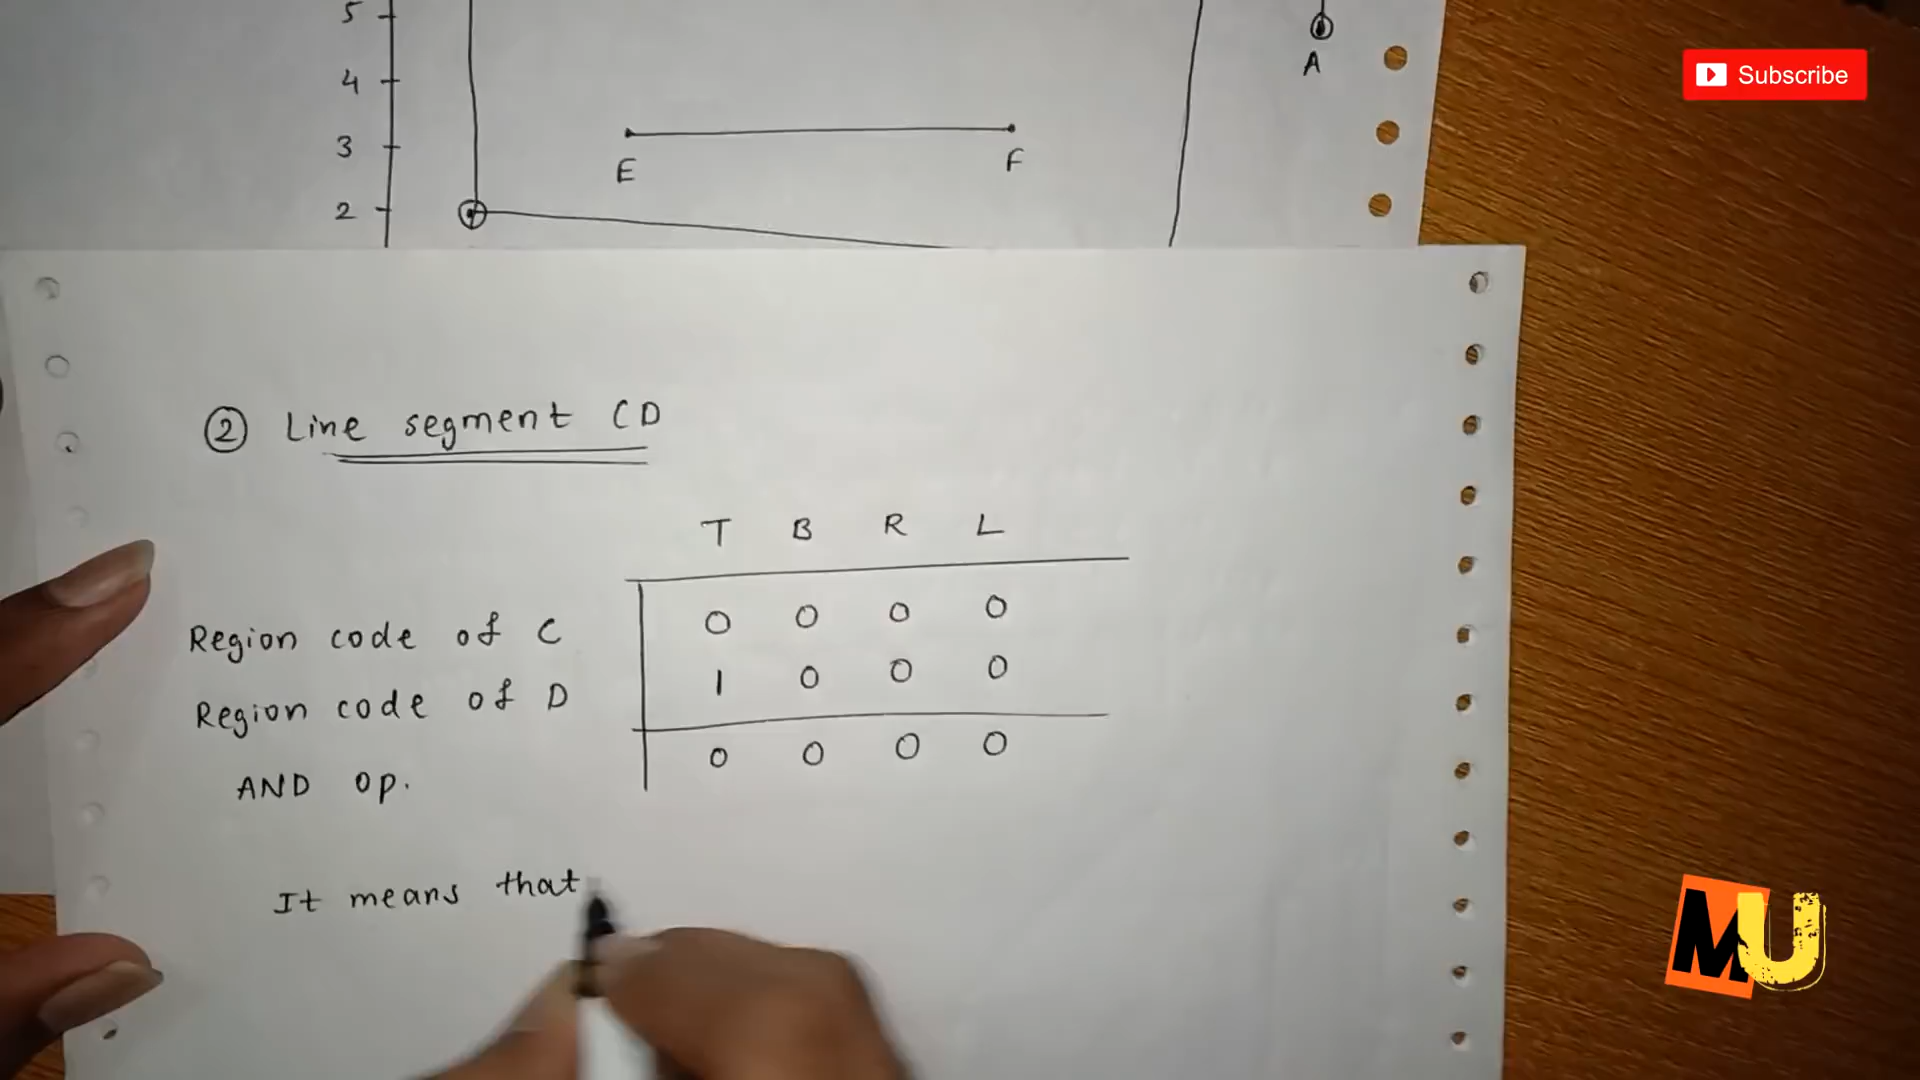 5
A
Subscribe
4
3
E F
2
② Line segment CD
T B R L
Region code of C 0 0 0 0
Region code of D 1 0 0 0
AND op. 0 0 0 0
It means that
MU